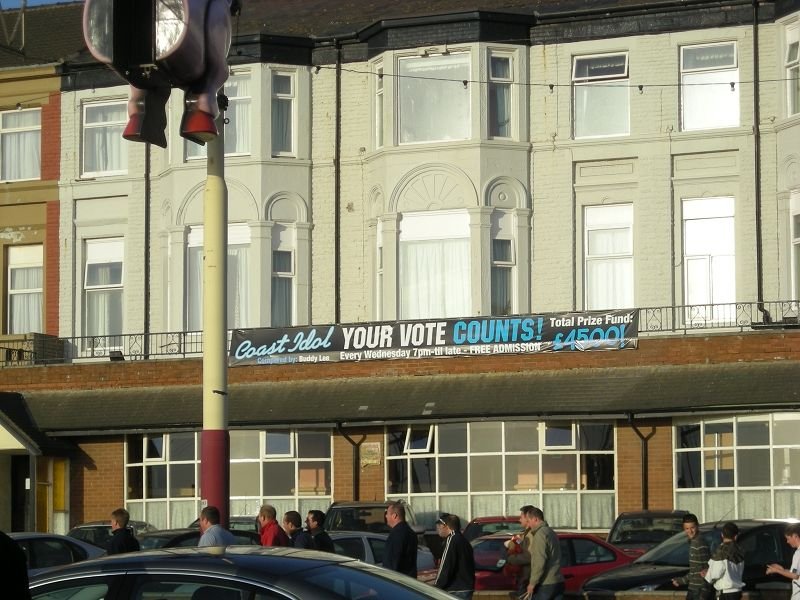 Coast Idol YOUR VOTE COUNTS! Total Prize Fund:
Compered by: Buddy Lee Every Wednesday 7pm-til late - FREE ADMISSION £4500!